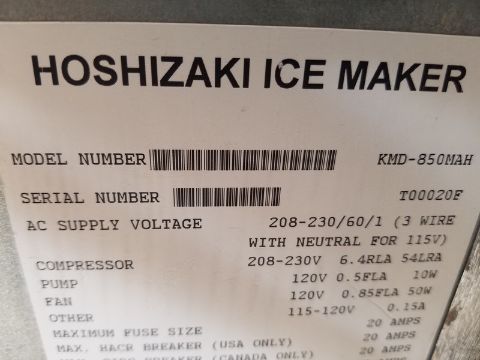 HOSHIZAKI ICE MAKER
MODEL NUMBER KMD-850MAH
SERIAL NUMBER T00020F
AC SUPPLY VOLTAGE 208-230/60/1 (3 WIRE
WITH NEUTRAL FOR 115V)
COMPRESSOR 208-230V 6.4RLA 54LRA
PUMP 120V 0.5FLA 10W
FAN 120V 0.85FLA 50W
OTHER 115-120V 0.15A
MAXIMUM FUSE SIZE 20 AMPS
MAX. HACR BREAKER (USA ONLY) 20 AMPS
BREAKER (CANADA ONLY) 20 AMPS